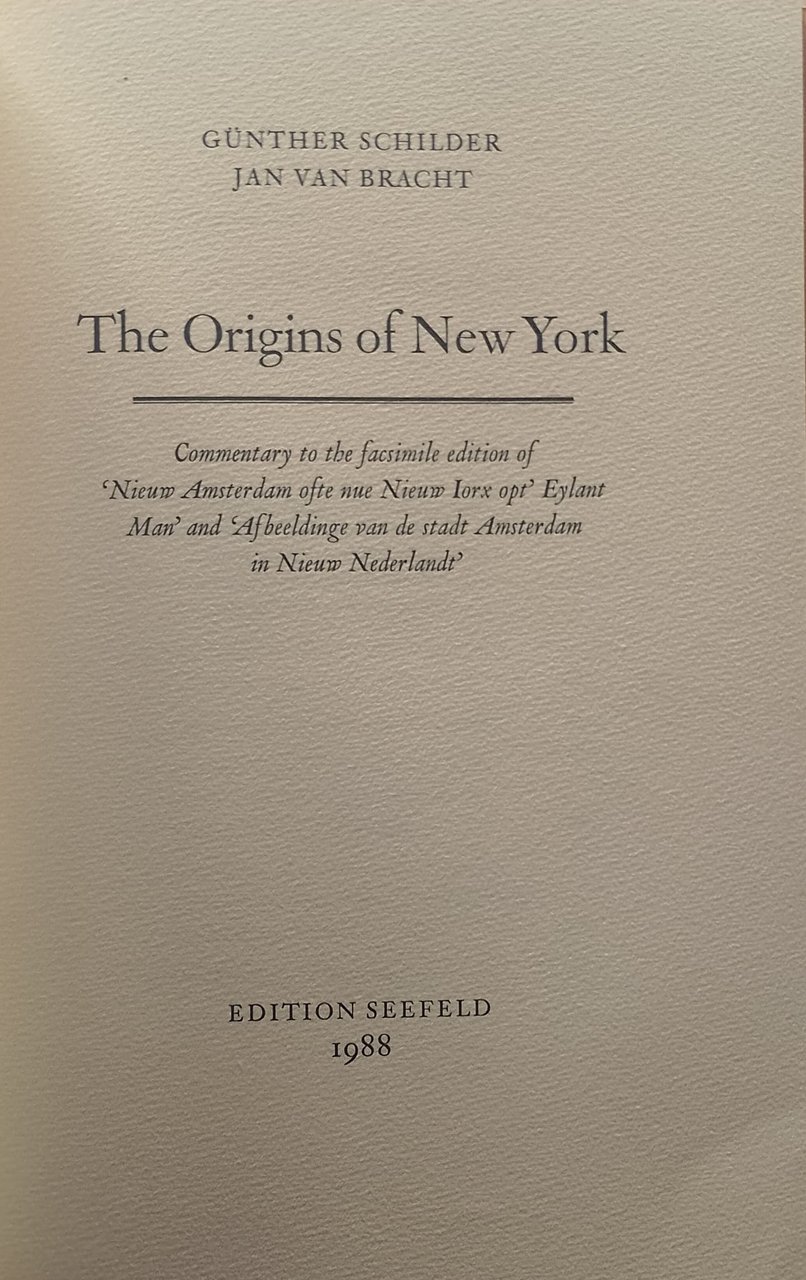 GÜNTHER SCHILDER
JAN VAN BRACHT
The Origins of New York
Commentary to the facsimile edition of
‘Nieuw Amsterdam ofte nue Nieuw Iorx opt’ Eylant
Man’ and ‘Afbeeldinge van de stadt Amsterdam
in Nieuw Nederlandt’
EDITION SEEFELD
1988